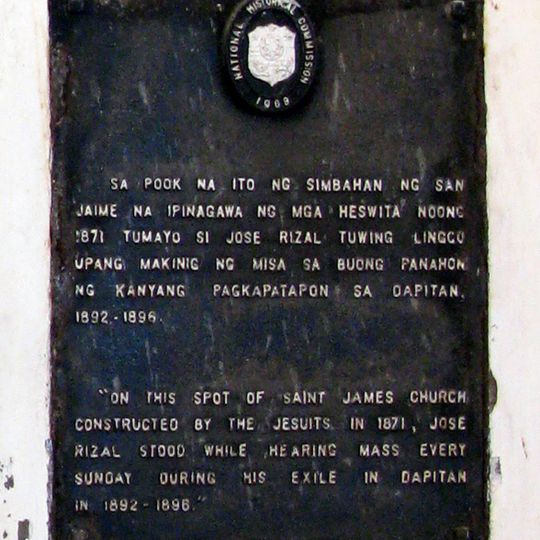 NATIONAL HISTORICAL COMMISSION
1968
SA POOK NA ITO NG SIMBAHAN NG SAN
JAIME NA IPINAGAWA NG MGA HESWITA NOONG
1871 TUMAYO SI JOSE RIZAL TUWING LINGGO
UPANG MAKINIG NG MISA SA BUONG PANAHON
NG KANYANG PAGKAPATAPON SA DAPITAN,
1892-1896.
"ON THIS SPOT OF SAINT JAMES CHURCH
CONSTRUCTED BY THE JESUITS IN 1871, JOSE
RIZAL STOOD WHILE HEARING MASS EVERY
SUNDAY DURING HIS EXILE IN DAPITAN
IN 1892-1896."